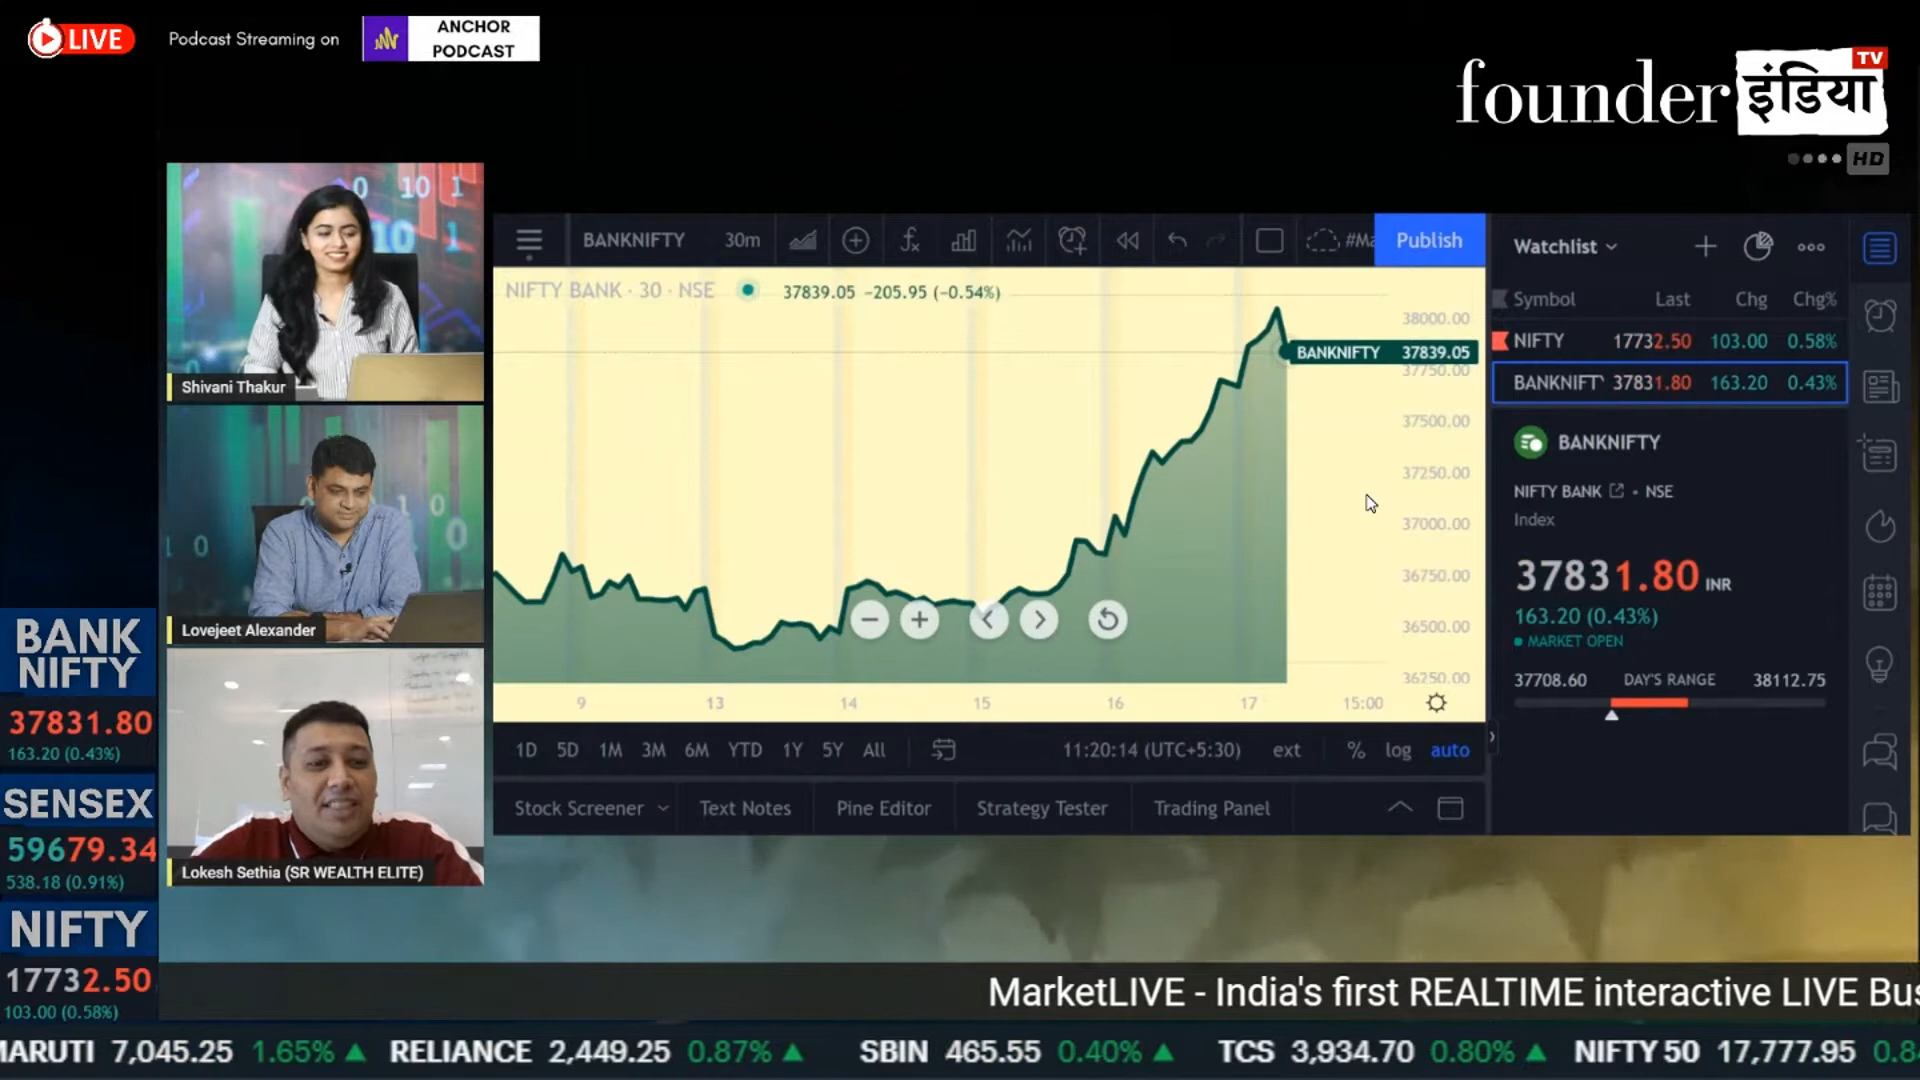 LIVE
Podcast Streaming on
ANCHOR
PODCAST
founder इंडिया TV
HD
Shivani Thakur
Lovejeet Alexander
Lokesh Sethia (SR WEALTH ELITE)
BANK
NIFTY
37831.80
163.20 (0.43%)
SENSEX
59679.34
538.18 (0.91%)
NIFTY
17732.50
103.00 (0.58%)
BANKNIFTY 30m
Publish
NIFTY BANK · 30 · NSE 37839.05 −205.95 (−0.54%)
38000.00
BANKNIFTY 37839.05
37750.00
37500.00
37250.00
37000.00
36750.00
36500.00
36250.00
9 13 14 15 16 17 15:00
1D 5D 1M 3M 6M YTD 1Y 5Y All 11:20:14 (UTC+5:30) ext % log auto
Stock Screener Text Notes Pine Editor Strategy Tester Trading Panel
Watchlist
Symbol Last Chg Chg%
NIFTY 17732.50 103.00 0.58%
BANKNIFT 37831.80 163.20 0.43%
BANKNIFTY
NIFTY BANK • NSE
Index
37831.80 INR
163.20 (0.43%)
MARKET OPEN
37708.60 DAY'S RANGE 38112.75
MarketLIVE - India's first REALTIME interactive LIVE Bus
MARUTI 7,045.25 1.65% ▲ RELIANCE 2,449.25 0.87% ▲ SBIN 465.55 0.40% ▲ TCS 3,934.70 0.80% ▲ NIFTY 50 17,777.95 0.8